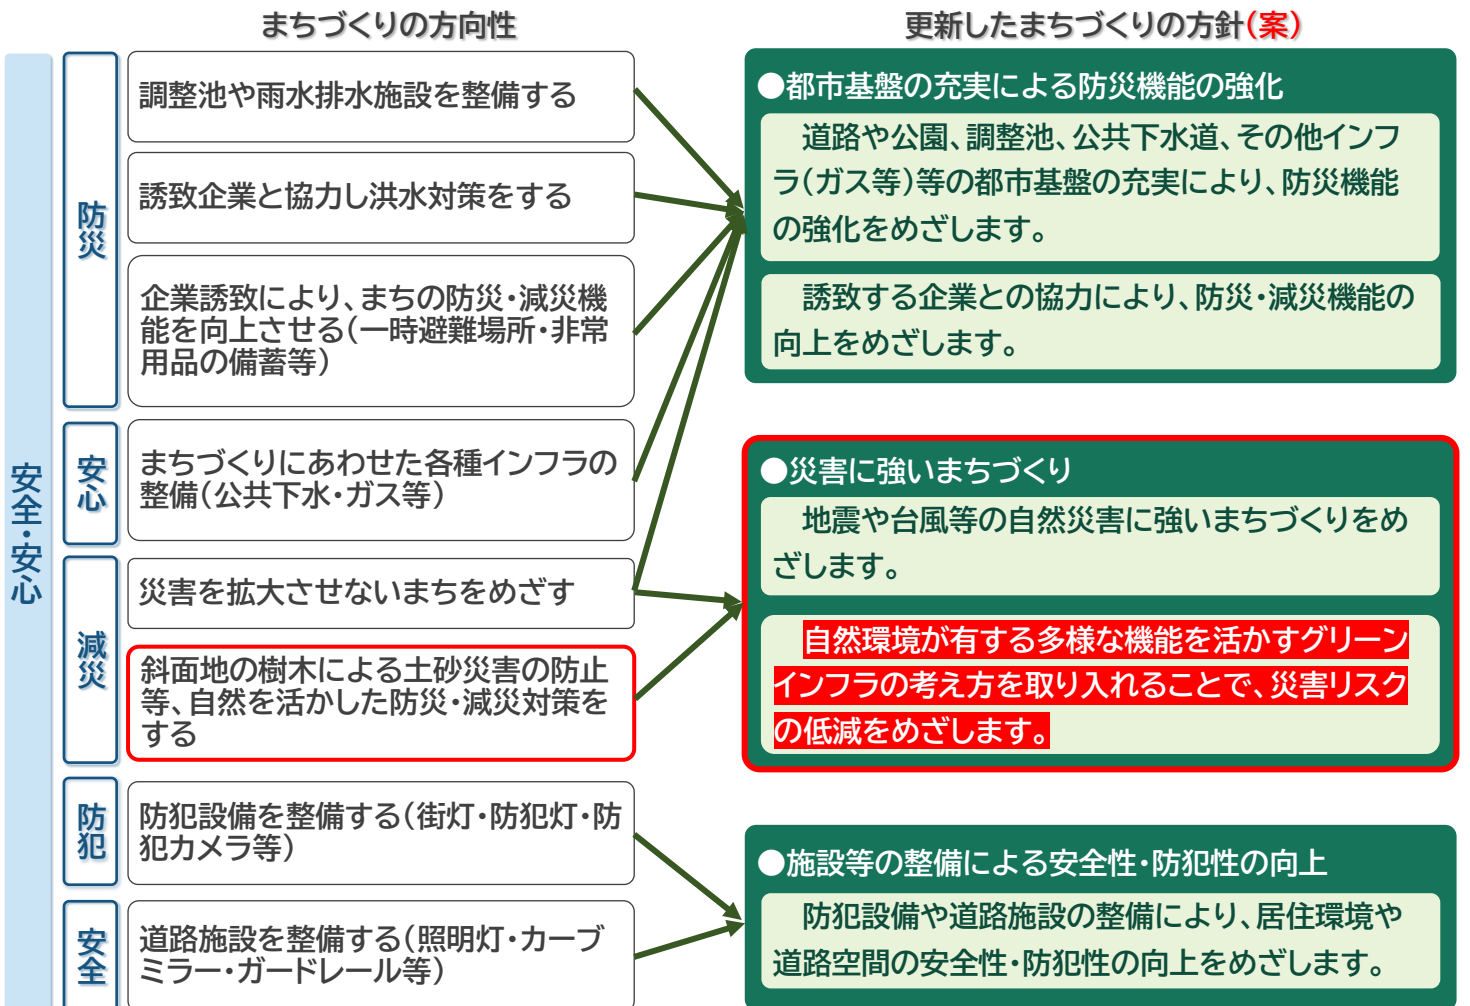 まちづくりの方向性
更新したまちづくりの方針(案)
安全・安心
防災
調整池や雨水排水施設を整備する
誘致企業と協力し洪水対策をする
企業誘致により、まちの防災・減災機
能を向上させる(一時避難場所・非常
用品の備蓄等)
安心
まちづくりにあわせた各種インフラの
整備(公共下水・ガス等)
減災
災害を拡大させないまちをめざす
斜面地の樹木による土砂災害の防止
等、自然を活かした防災・減災対策を
する
防犯
防犯設備を整備する(街灯・防犯灯・防
犯カメラ等)
安全
道路施設を整備する(照明灯・カーブ
ミラー・ガードレール等)
●都市基盤の充実による防災機能の強化
道路や公園、調整池、公共下水道、その他インフ
ラ(ガス等)等の都市基盤の充実により、防災機能
の強化をめざします。
誘致する企業との協力により、防災・減災機能の
向上をめざします。
●災害に強いまちづくり
地震や台風等の自然災害に強いまちづくりをめ
ざします。
自然環境が有する多様な機能を活かすグリーン
インフラの考え方を取り入れることで、災害リスク
の低減をめざします。
●施設等の整備による安全性・防犯性の向上
防犯設備や道路施設の整備により、居住環境や
道路空間の安全性・防犯性の向上をめざします。